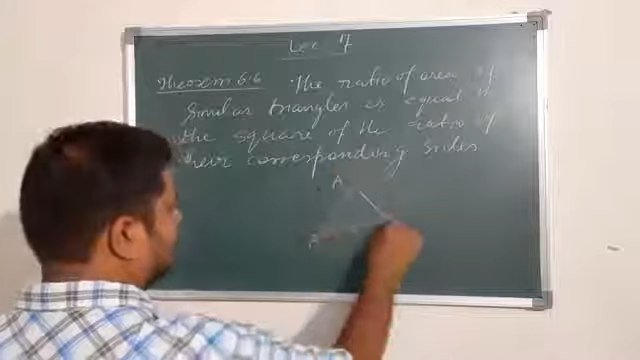 Lec 7
Theorem 6.6 The ratio of area of
Similar triangles is equal to
the square of the ratio of
their corresponding sides
A
B